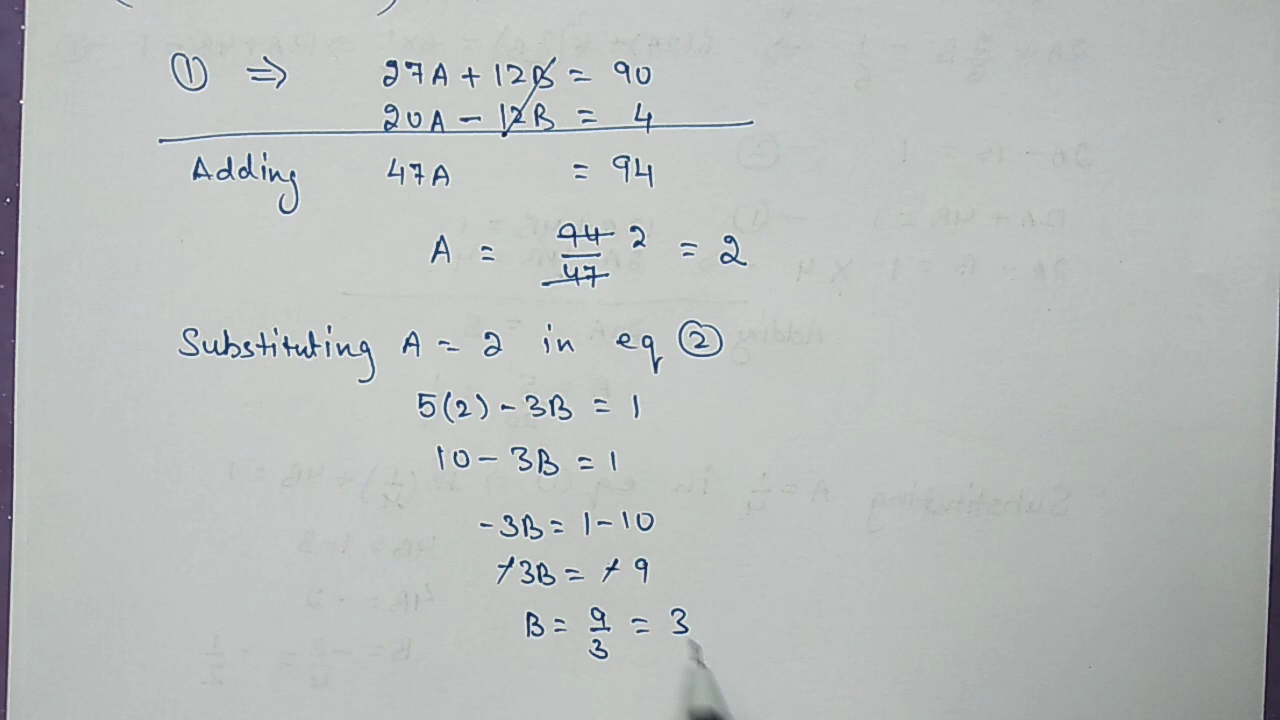 ① ⇒ 27A + 12B = 90
20A - 12B = 4
Adding 47A = 94
A = 94/47 2 = 2
Substituting A = 2 in eq ②
5(2) - 3B = 1
10 - 3B = 1
-3B = 1 - 10
-3B = -9
B = 9/3 = 3